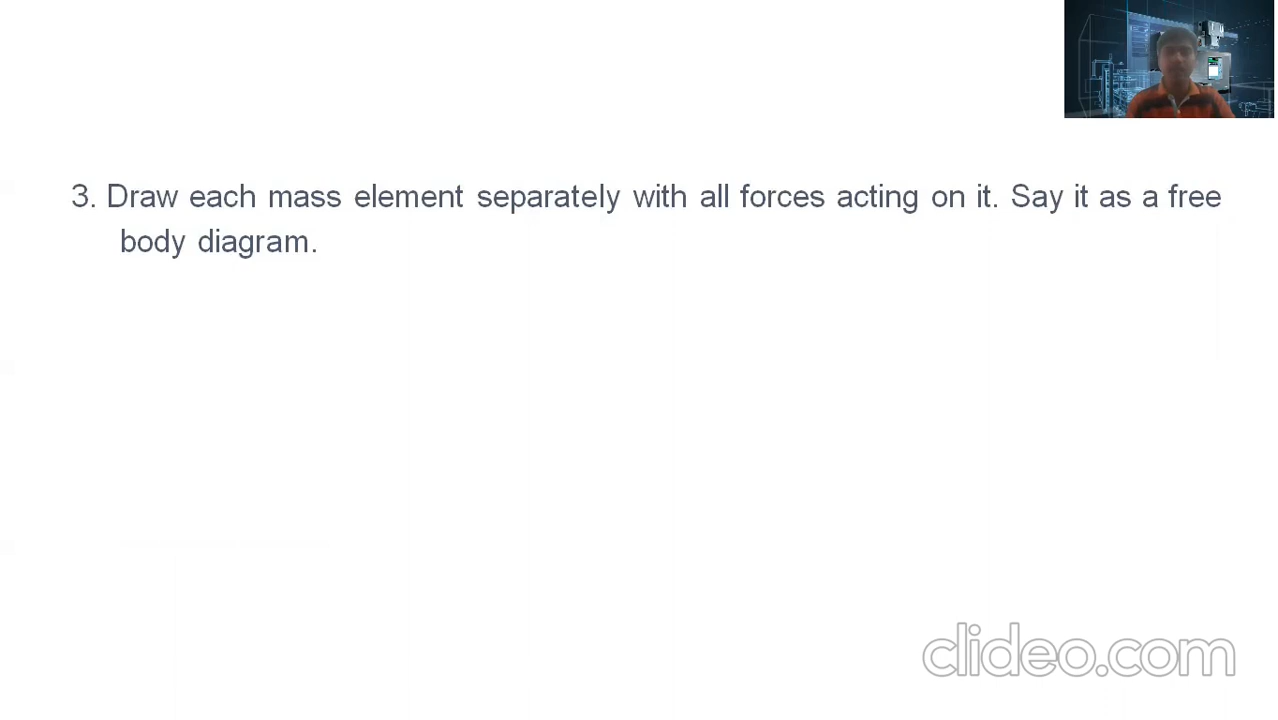 3. Draw each mass element separately with all forces acting on it. Say it as a free
body diagram.
clideo.com